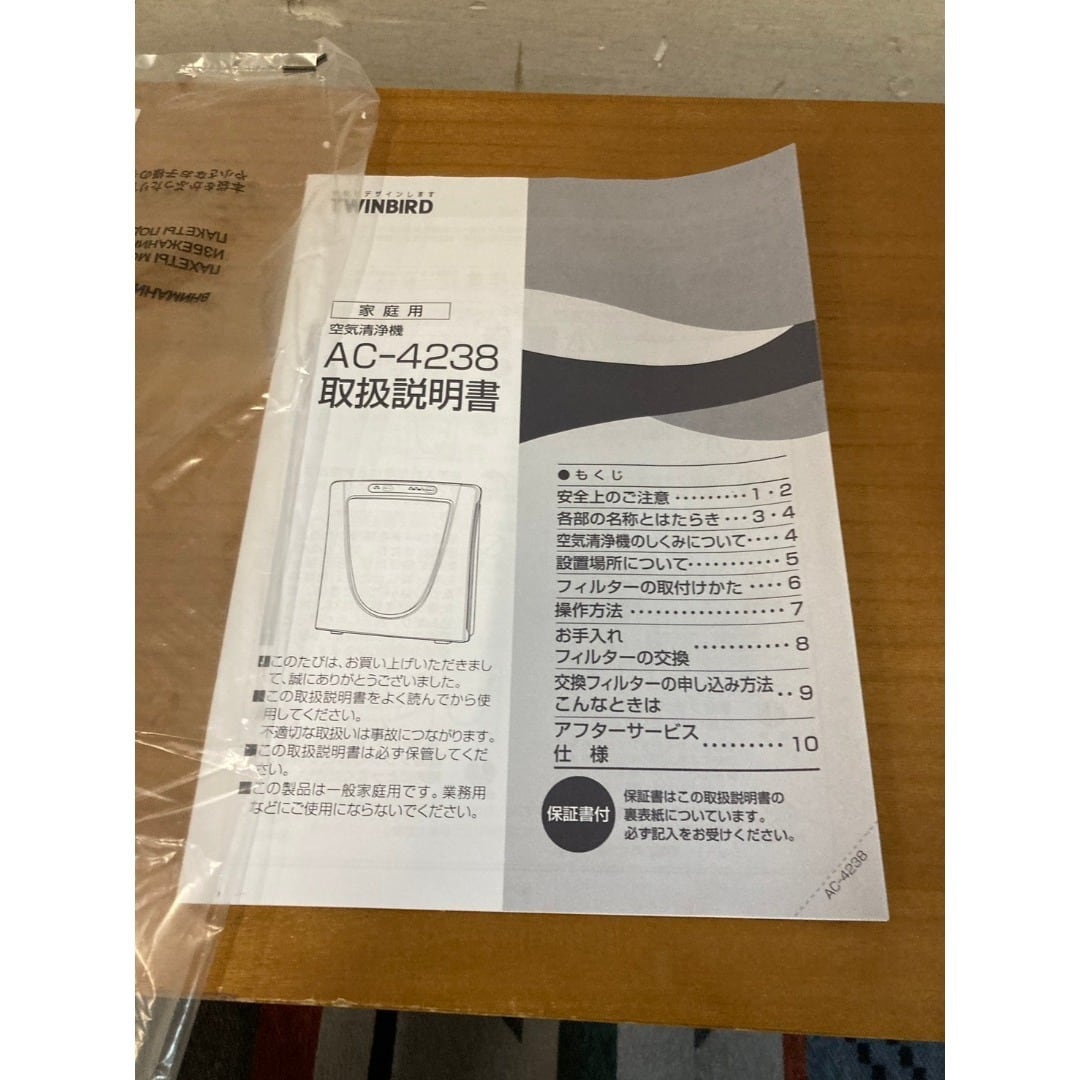 TWINBIRD
家庭用
空気清浄機
AC-4238
取扱説明書
■このたびは、お買い上げいただきまし
て、誠にありがとうございました。
■この取扱説明書をよく読んでから使
用してください。
不適切な取扱いは事故につながります。
■この取扱説明書は必ず保管してくだ
さい。
■この製品は一般家庭用です。業務用
などにご使用にならないでください。
●もくじ
安全上のご注意・・・・・・・・・1・2
各部の名称とはたらき・・・3・4
空気清浄機のしくみについて・・・・4
設置場所について・・・・・・・・・・・5
フィルターの取付けかた・・・・6
操作方法・・・・・・・・・・・・・・・・・・7
お手入れ
フィルターの交換・・・・・・・・・・・8
交換フィルターの申し込み方法
こんなときは・・9
アフターサービス
仕様・・・・・・・・・10
保証書付
保証書はこの取扱説明書の
裏表紙についています。
必ず記入をお受けください。
AC-4238
ПАКЕТЫ